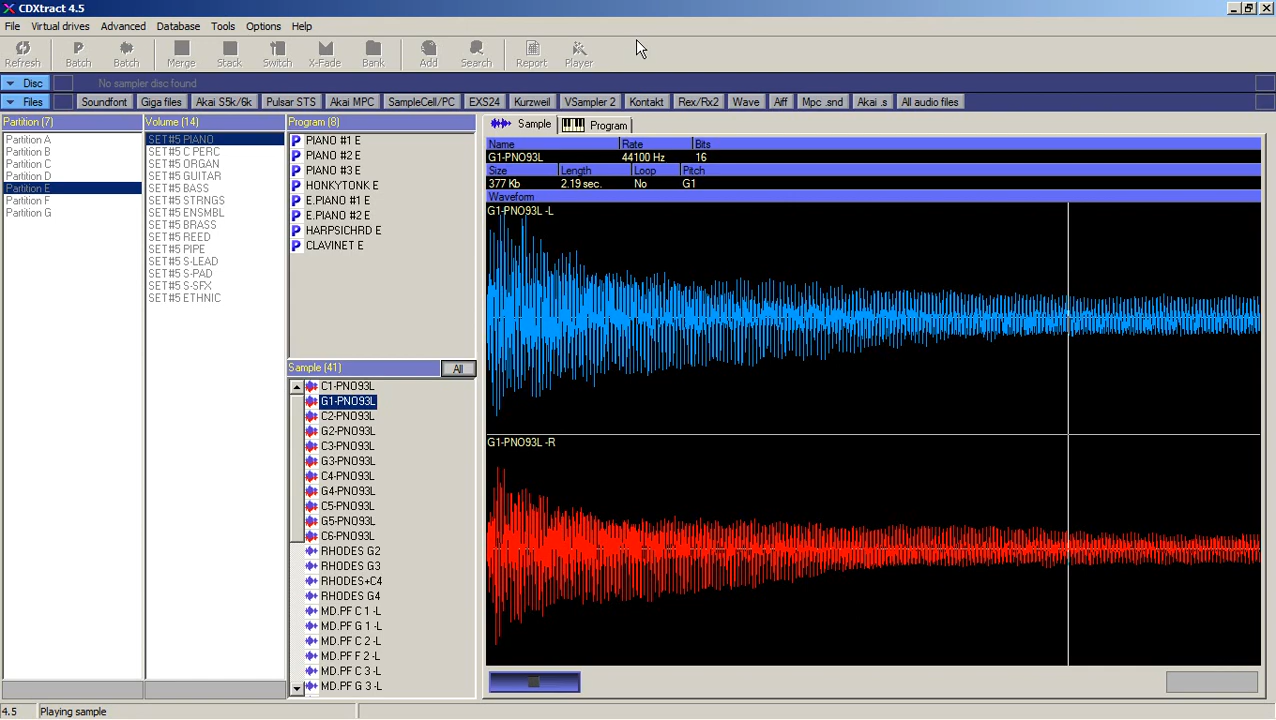 CDXtract 4.5
File Virtual drives Advanced Database Tools Options Help
Refresh Batch Batch Merge Stack Switch X-Fade Bank Add Search Report Player
Disc No sampler disc found
Files Soundfont Giga files Akai S5k/6k Pulsar STS Akai MPC SampleCell/PC EXS24 Kurzweil VSampler 2 Kontakt Rex/Rx2 Wave Aiff Mpc .snd Akai .s All audio files
Partition (7)
Partition A
Partition B
Partition C
Partition D
Partition E
Partition F
Partition G
Volume (14)
SET#5 PIANO
SET#5 C PERC
SET#5 ORGAN
SET#5 GUITAR
SET#5 BASS
SET#5 STRNGS
SET#5 ENSMBL
SET#5 BRASS
SET#5 REED
SET#5 PIPE
SET#5 S-LEAD
SET#5 S-PAD
SET#5 S-SFX
SET#5 ETHNIC
Program (8)
P PIANO #1 E
P PIANO #2 E
P PIANO #3 E
P HONKYTONK E
P E.PIANO #1 E
P E.PIANO #2 E
P HARPSICHRD E
P CLAVINET E
Sample (41) All
C1-PNO93L
G1-PNO93L
C2-PNO93L
G2-PNO93L
C3-PNO93L
G3-PNO93L
C4-PNO93L
G4-PNO93L
C5-PNO93L
G5-PNO93L
C6-PNO93L
RHODES G2
RHODES G3
RHODES+C4
RHODES G4
MD.PF C 1 -L
MD.PF G 1 -L
MD.PF C 2 -L
MD.PF F 2 -L
MD.PF C 3 -L
MD.PF G 3 -L
Sample Program
Name Rate Bits
G1-PNO93L 44100 Hz 16
Size Length Loop Pitch
377 Kb 2.19 sec. No G1
Waveform
G1-PNO93L -L
G1-PNO93L -R
4.5 Playing sample